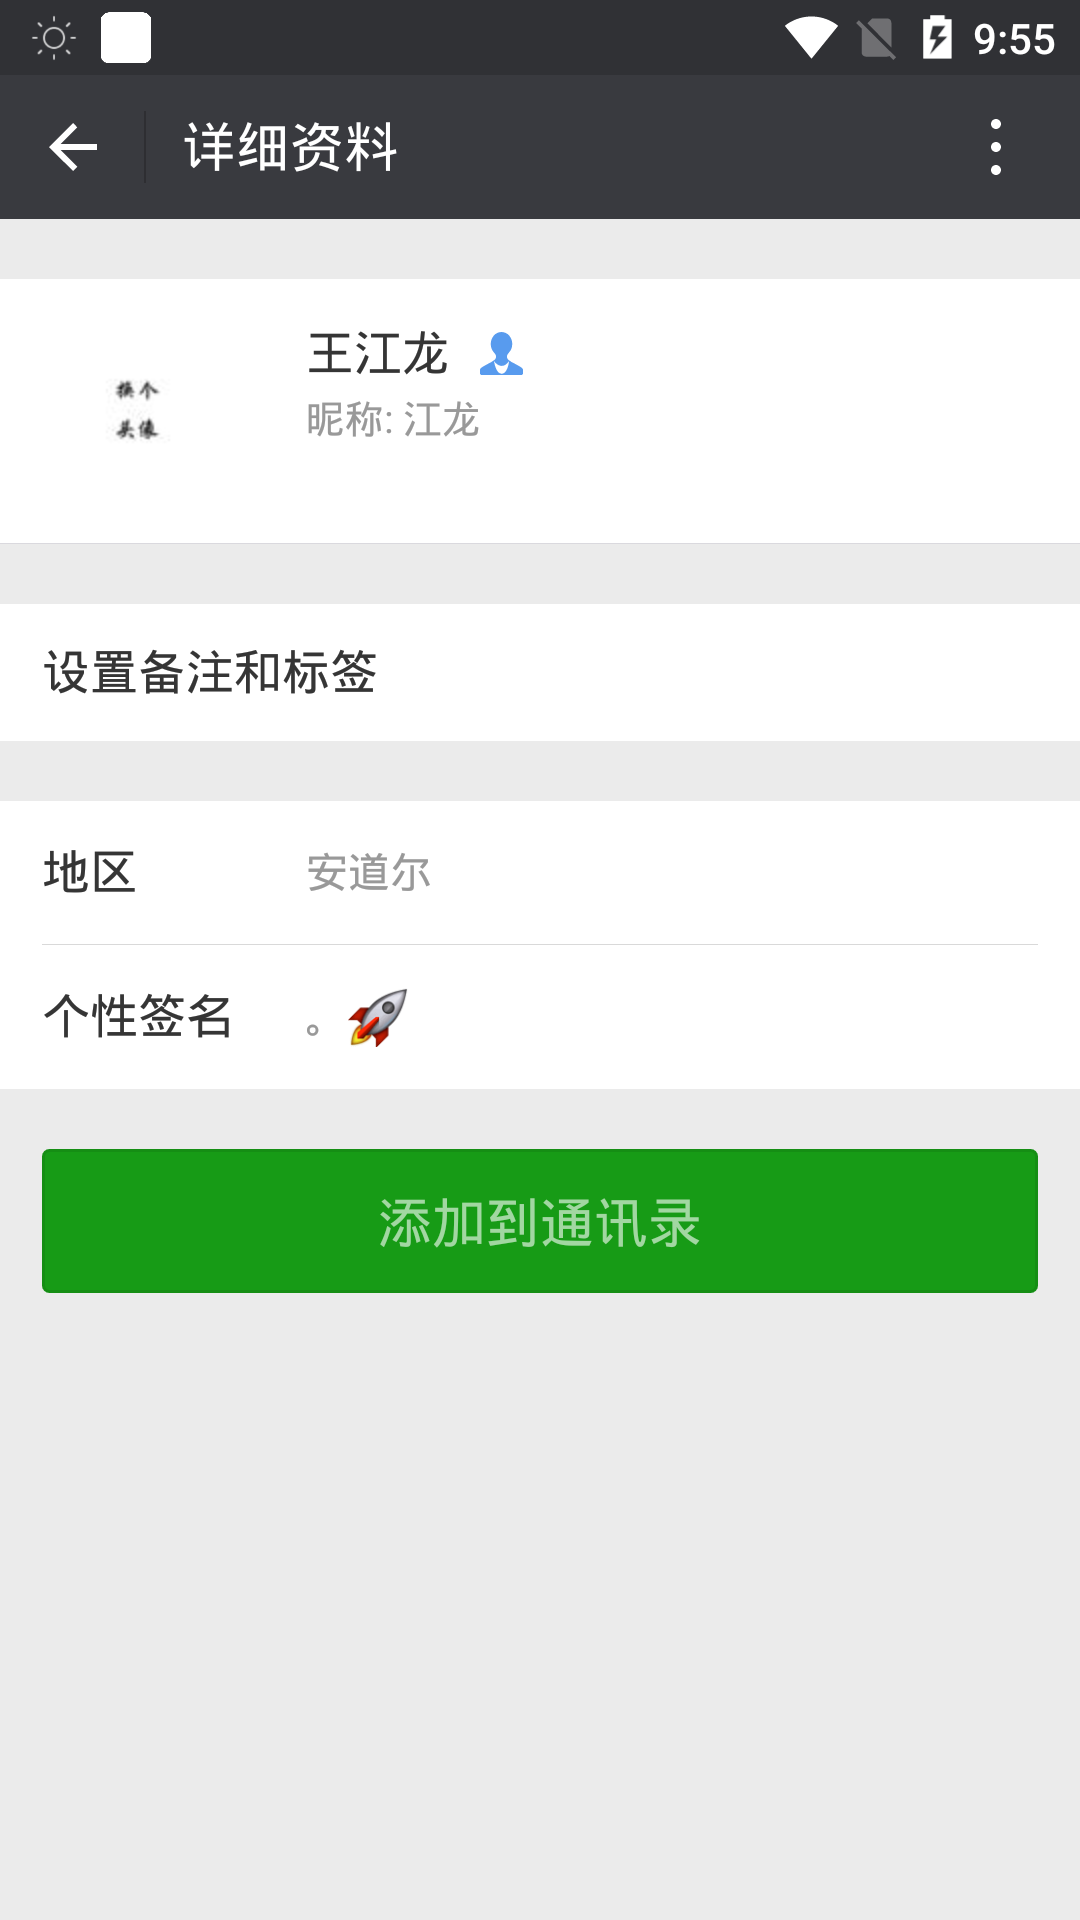 9:55
详细资料
换个
头像
王江龙
昵称: 江龙
设置备注和标签
地区 安道尔
个性签名 。🚀
添加到通讯录